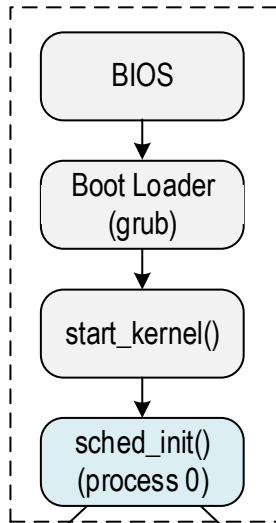 BIOS
Boot Loader
(grub)
start_kernel()
sched_init()
(process 0)